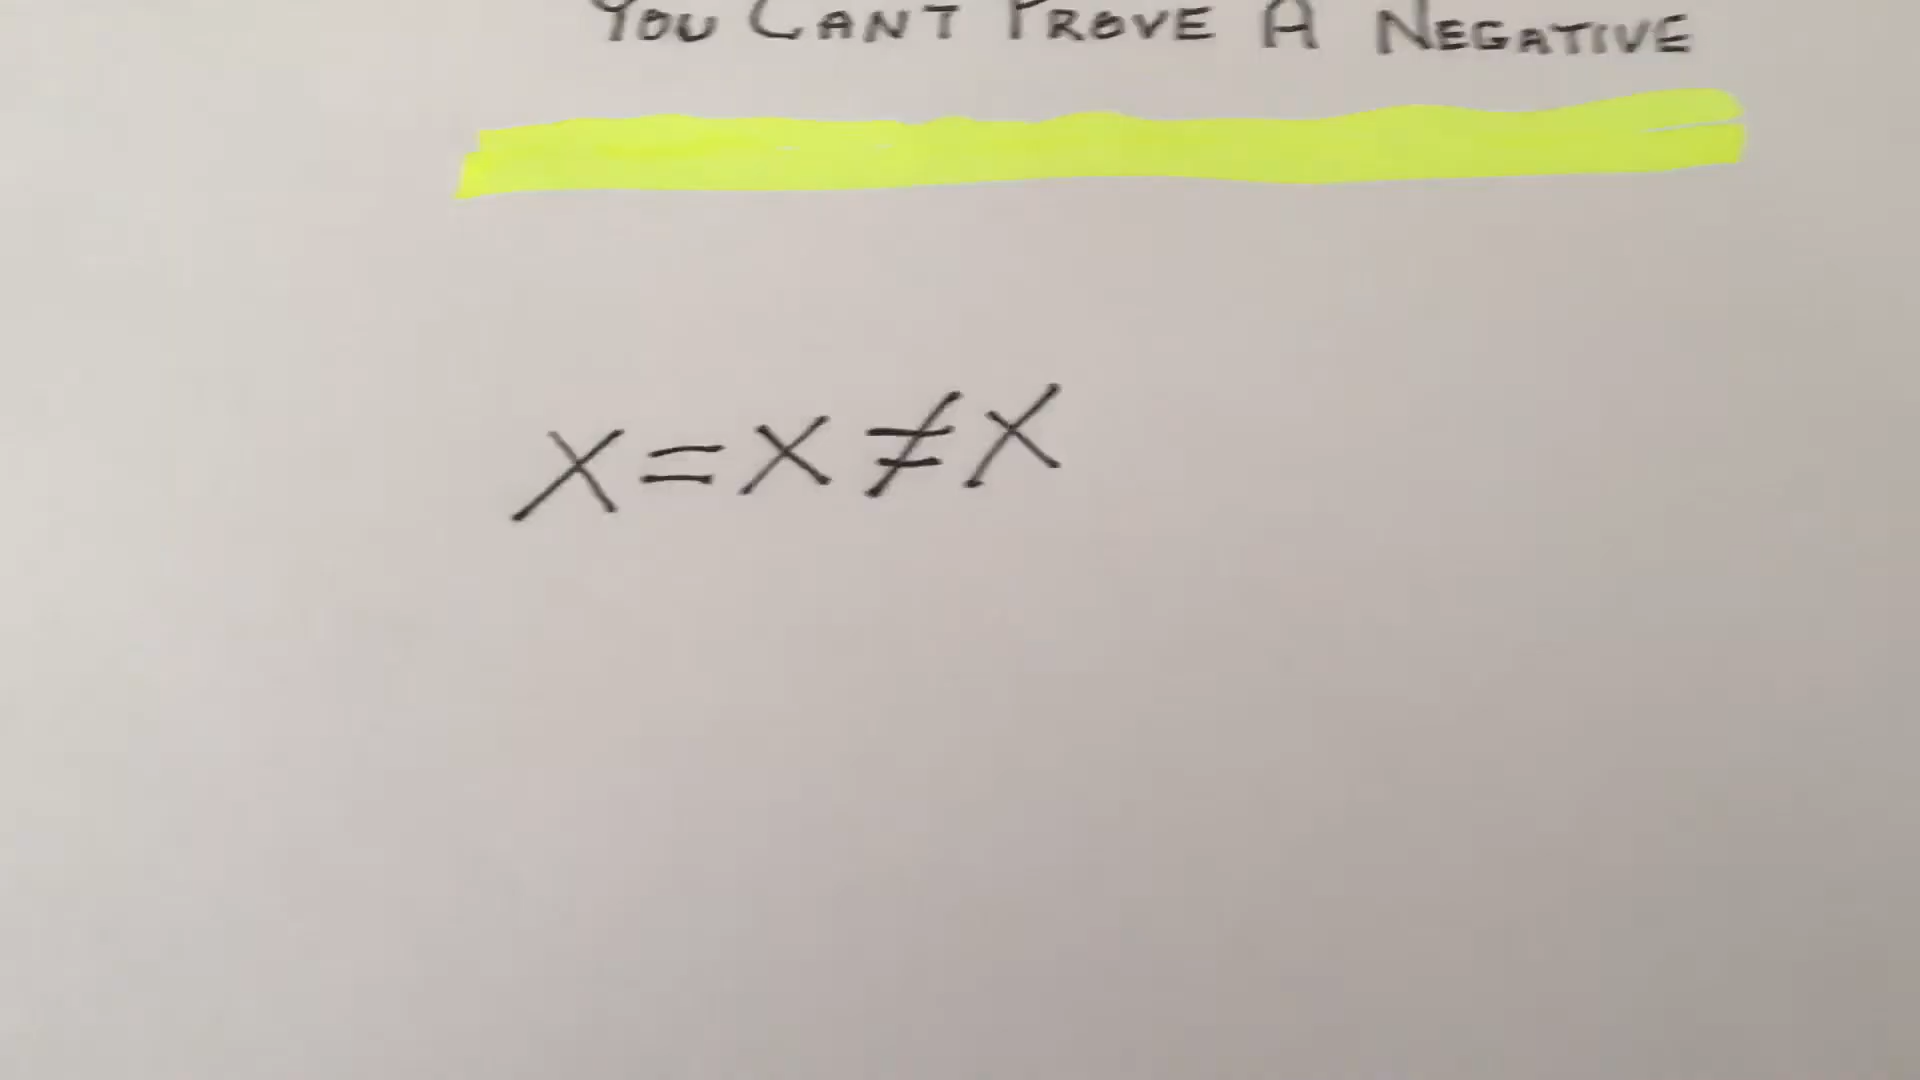 YOU CANT PROVE A NEGATIVE
X = X ≠ X